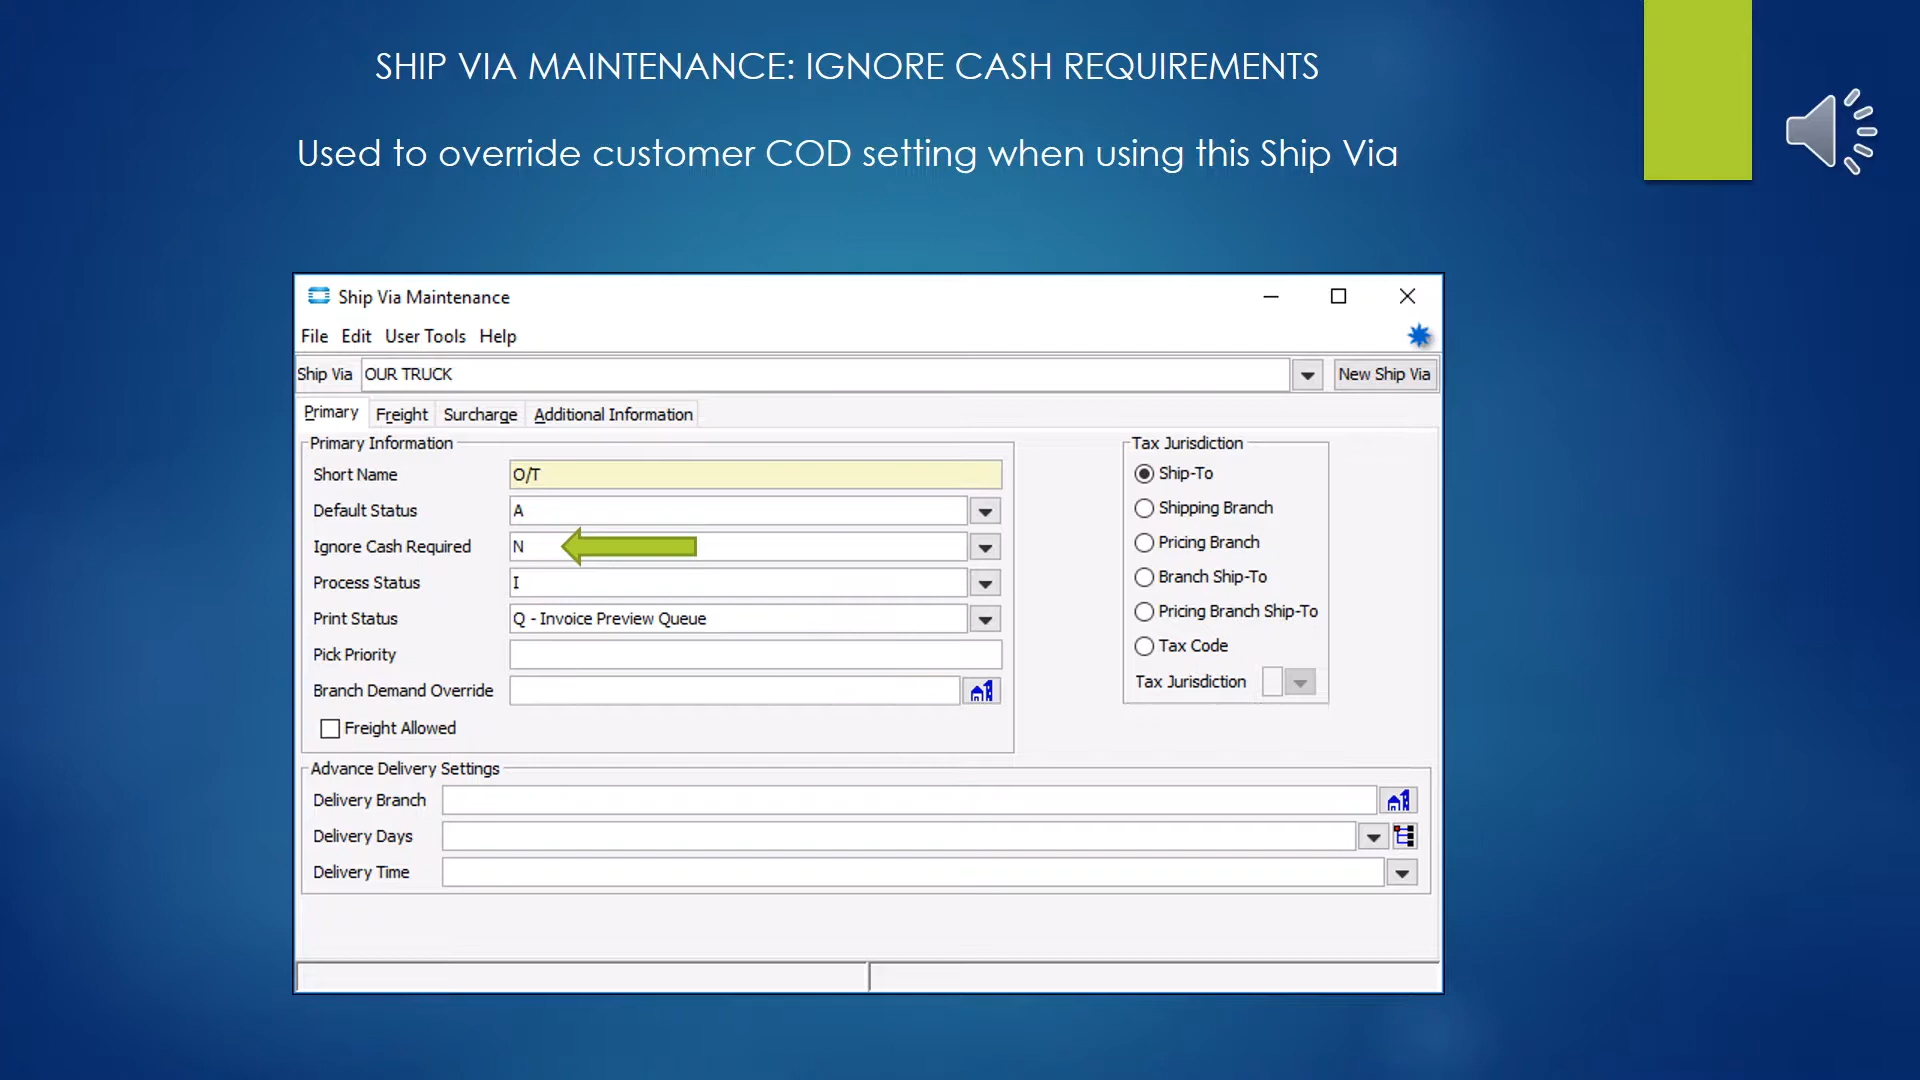 SHIP VIA MAINTENANCE: IGNORE CASH REQUIREMENTS
Used to override customer COD setting when using this Ship Via
Ship Via Maintenance
File Edit User Tools Help
Ship Via OUR TRUCK New Ship Via
Primary Freight Surcharge Additional Information
Primary Information
Short Name O/T
Default Status A
Ignore Cash Required N
Process Status I
Print Status Q - Invoice Preview Queue
Pick Priority
Branch Demand Override
Freight Allowed
Tax Jurisdiction
Ship-To
Shipping Branch
Pricing Branch
Branch Ship-To
Pricing Branch Ship-To
Tax Code
Tax Jurisdiction
Advance Delivery Settings
Delivery Branch
Delivery Days
Delivery Time